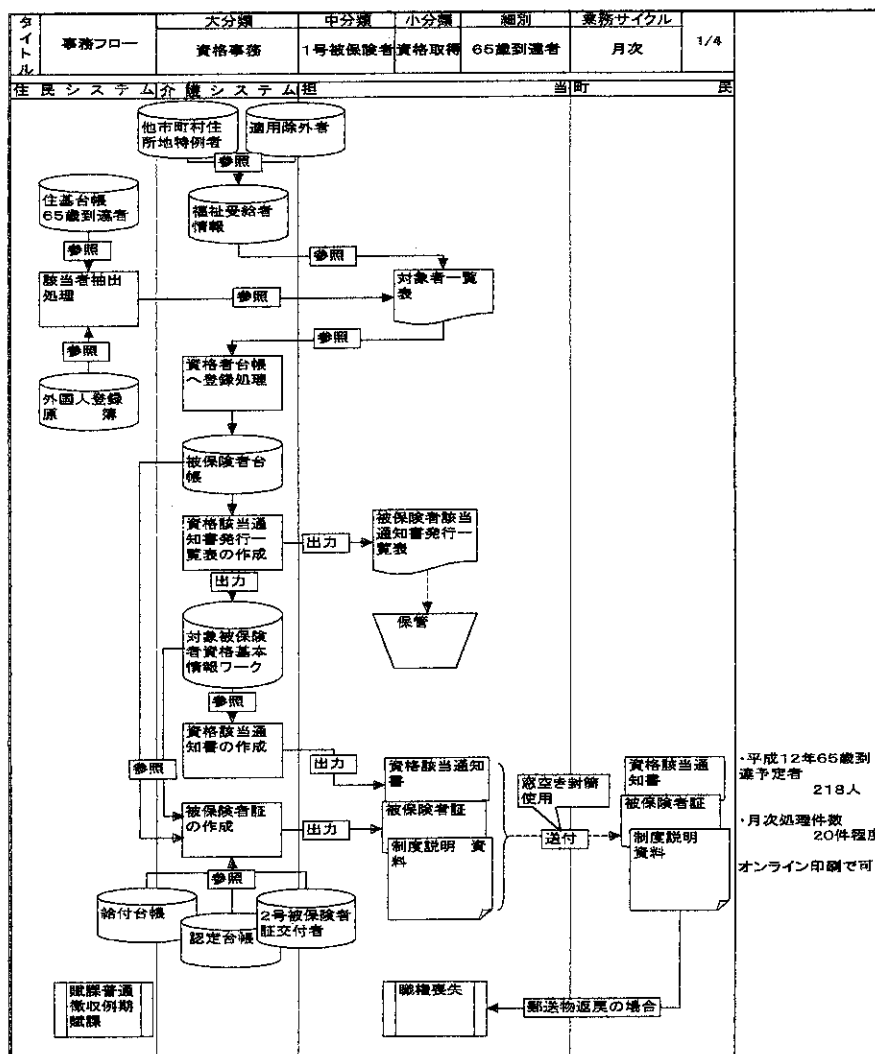 タイトル
事務フロー
大分類
中分類
小分類
細別
業務サイクル
1/4
資格事務
1号被保険者
資格取得
65歳到達者
月次
住民システム
介護システム
担当
町民
他市町村住
所地特例者
適用除外者
参照
住基台帳
65歳到達者
福祉受給者
情報
参照
参照
該当者抽出
処理
参照
対象者一覧
表
参照
参照
資格者台帳
へ登録処理
外国人登録
原簿
被保険者台
帳
資格該当通
知書発行一
覧表の作成
出力
被保険者該当
通知書発行一
覧表
出力
保管
対象被保険
者資格基本
情報ワーク
参照
資格該当通
知書の作成
出力
資格該当通知
書
窓空き封筒
使用
資格該当通
知書
・平成12年65歳到
達予定者
218人
参照
被保険者証
の作成
出力
被保険者証
送付
被保険者証
・月次処理件数
20件程度
制度説明 資
料
制度説明
資料
オンライン印刷で可
参照
給付台帳
認定台帳
2号被保険者
証交付者
賦課普通
徴収例期
賦課
職権喪失
郵送物返戻の場合